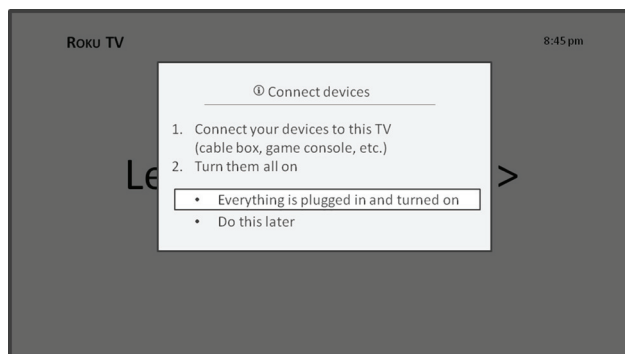 ROKU TV
8:45 pm
ⓘ Connect devices
1. Connect your devices to this TV
(cable box, game console, etc.)
2. Turn them all on
Le >
• Everything is plugged in and turned on
• Do this later